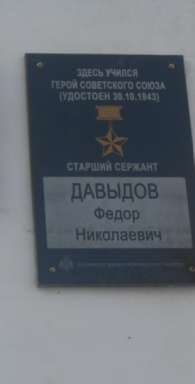 ЗДЕСЬ УЧИЛСЯ
ГЕРОЙ СОВЕТСКОГО СОЮЗА
(УДОСТОЕН 30.10.1943)
СТАРШИЙ СЕРЖАНТ
ДАВЫДОВ
Федор
Николаевич